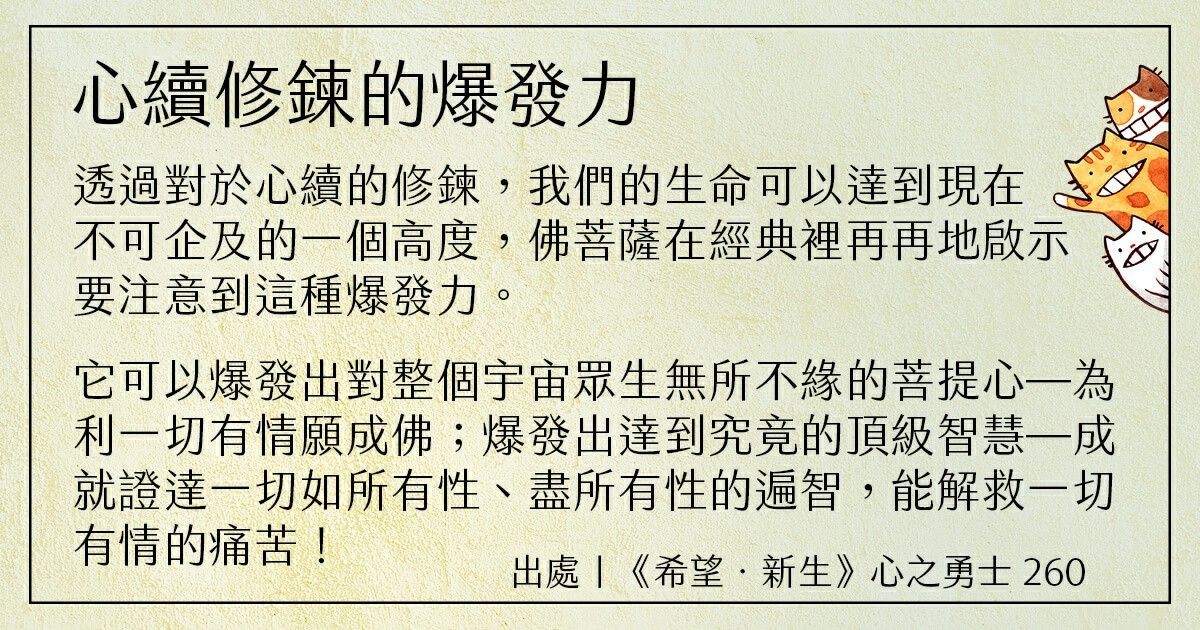 心續修鍊的爆發力
透過對於心續的修鍊，我們的生命可以達到現在
不可企及的一個高度，佛菩薩在經典裡再再地啟示
要注意到這種爆發力。
它可以爆發出對整個宇宙眾生無所不緣的菩提心—為
利一切有情願成佛；爆發出達到究竟的頂級智慧—成
就證達一切如所有性、盡所有性的遍智，能解救一切
有情的痛苦！
出處｜《希望．新生》心之勇士 260